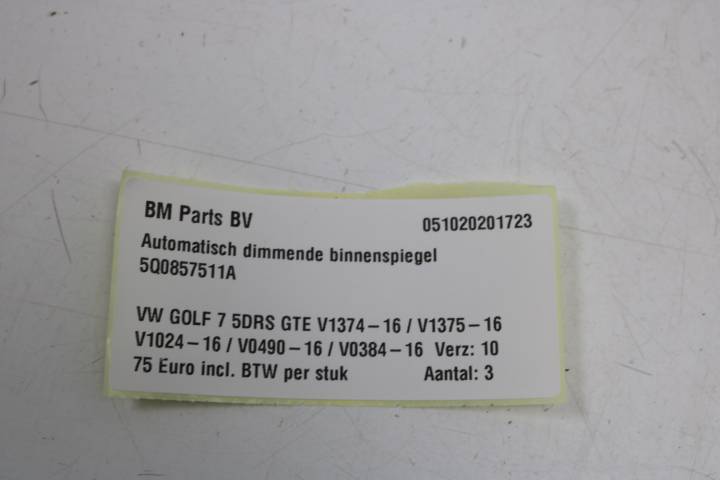 BM Parts BV 051020201723
Automatisch dimmende binnenspiegel
5Q0857511A
VW GOLF 7 5DRS GTE V1374-16 / V1375-16
V1024-16 / V0490-16 / V0384-16 Verz: 10
75 Euro incl. BTW per stuk Aantal: 3